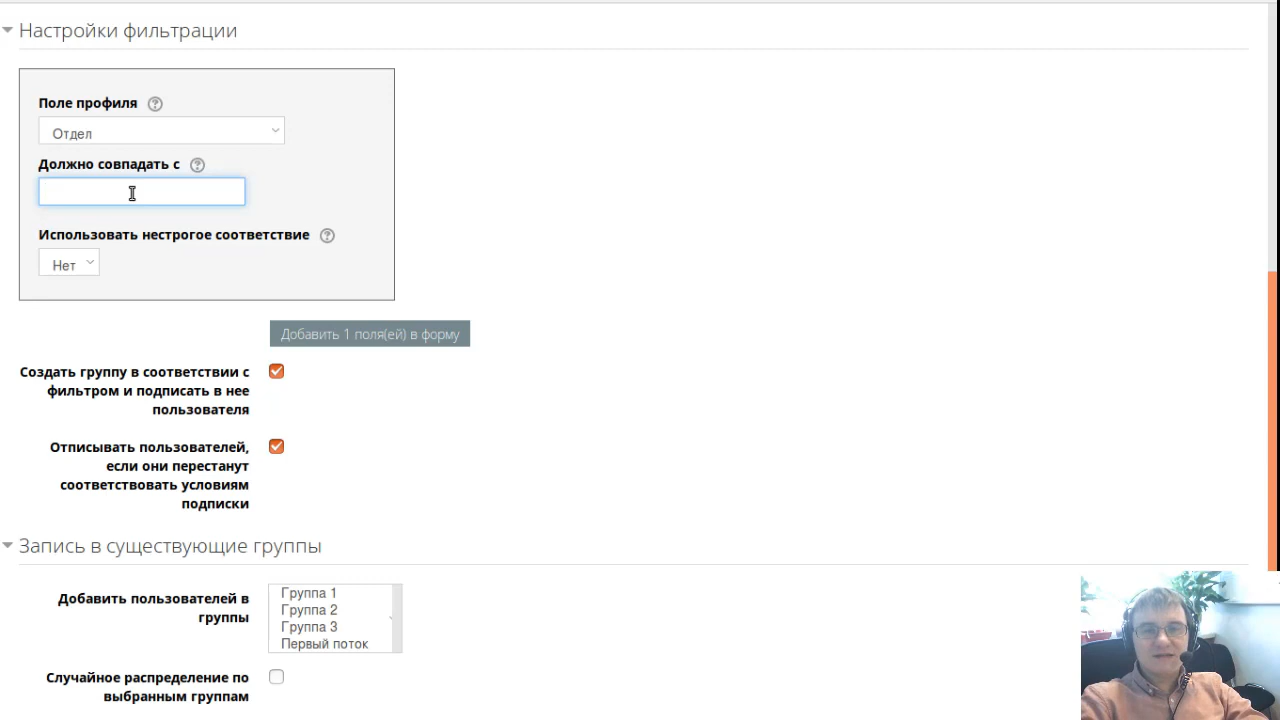 Настройки фильтрации
Поле профиля
Отдел
Должно совпадать с
Использовать нестрогое соответствие
Нет
Добавить 1 поля(ей) в форму
Создать группу в соответствии с
фильтром и подписать в нее
пользователя
Отписывать пользователей,
если они перестанут
соответствовать условиям
подписки
Запись в существующие группы
Добавить пользователей в
группы
Группа 1
Группа 2
Группа 3
Первый поток
Случайное распределение по
выбранным группам